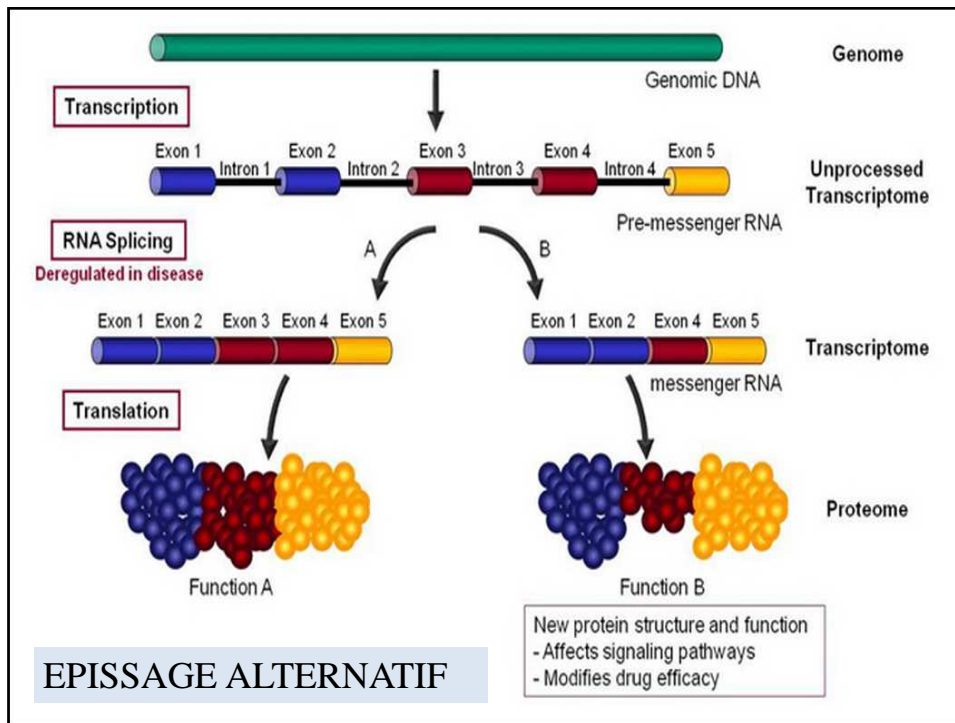 Genomic DNA
Genome
Transcription
Exon 1
Intron 1
Exon 2
Intron 2
Exon 3
Intron 3
Exon 4
Intron 4
Exon 5
Unprocessed
Transcriptome
Pre-messenger RNA
RNA Splicing
Deregulated in disease
A
B
Exon 1 Exon 2 Exon 3 Exon 4 Exon 5
Exon 1 Exon 2 Exon 4 Exon 5
Transcriptome
messenger RNA
Translation
Proteome
Function A
Function B
New protein structure and function
- Affects signaling pathways
- Modifies drug efficacy
EPISSAGE ALTERNATIF